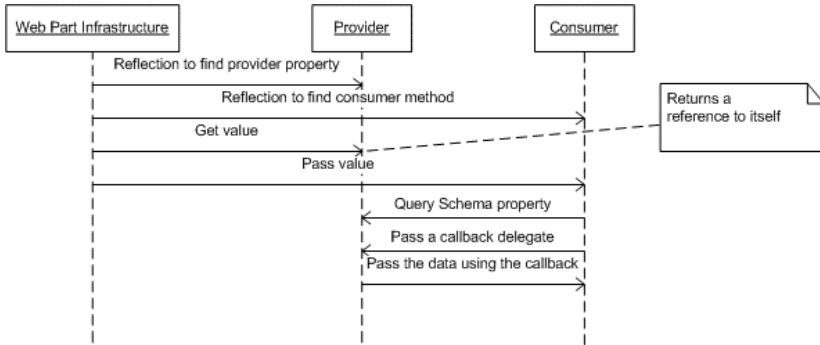 Web Part Infrastructure
Provider
Consumer
Reflection to find provider property
Reflection to find consumer method
Returns a
reference to itself
Get value
Pass value
Query Schema property
Pass a callback delegate
Pass the data using the callback